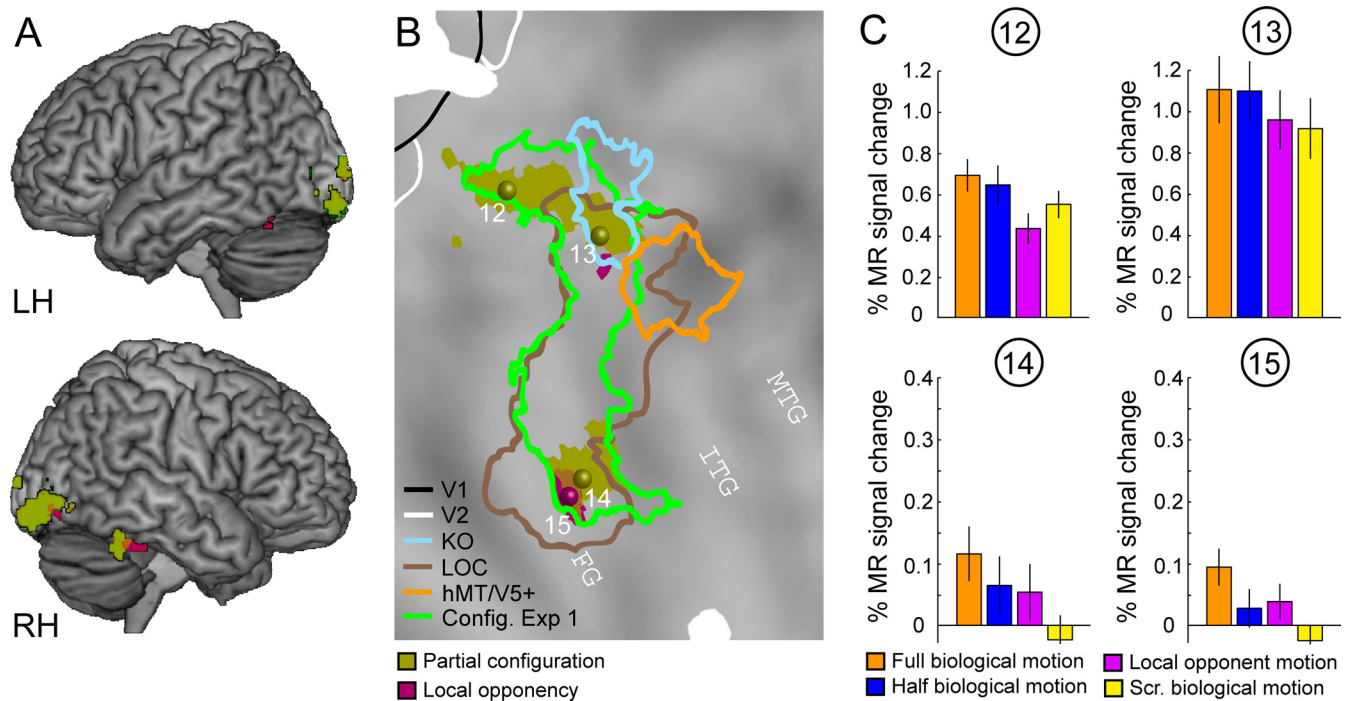 A
LH
RH
B
12
13
14
15
MTG
ITG
FG
V1
V2
KO
LOC
hMT/V5+
Config. Exp 1
Partial configuration
Local opponency
C
12
% MR signal change
1.2
1.0
0.8
0.6
0.4
0.2
0
13
% MR signal change
1.2
1.0
0.8
0.6
0.4
0.2
0
14
% MR signal change
0.4
0.3
0.2
0.1
0
15
% MR signal change
0.4
0.3
0.2
0.1
0
Full biological motion
Half biological motion
Local opponent motion
Scr. biological motion